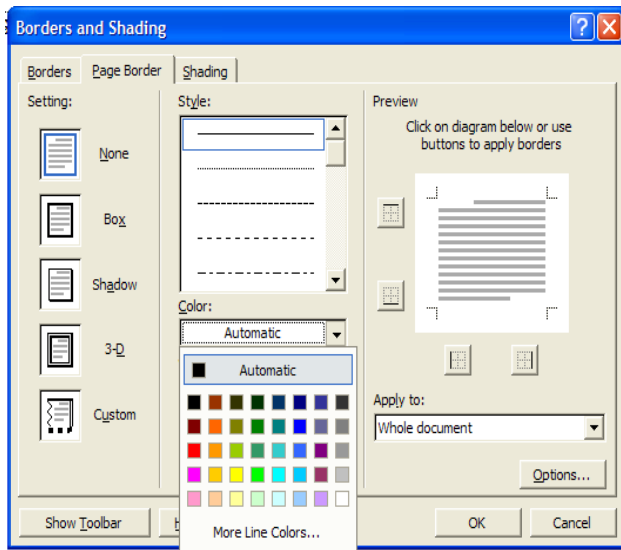 Borders and Shading
Borders
Page Border
Shading
Setting:
None
Box
Shadow
3-D
Custom
Style:
Color:
Automatic
Automatic
More Line Colors...
Preview
Click on diagram below or use
buttons to apply borders
Apply to:
Whole document
Options...
Show Toolbar
OK
Cancel